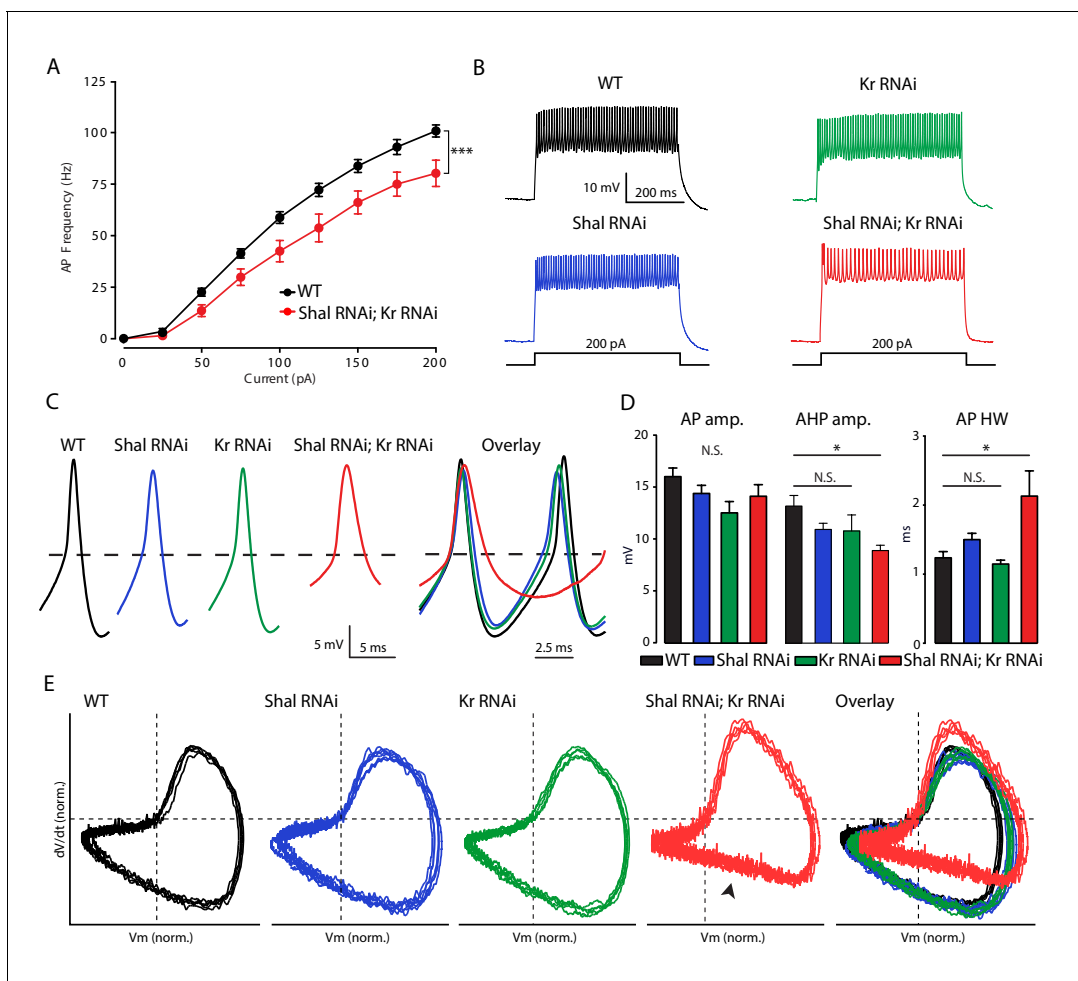 A
125
100
75
50
25
0
AP Frequency (Hz)
***
WT
Shal RNAi; Kr RNAi
0
50
100
150
200
Current (pA)
B
WT
Kr RNAi
10 mV
200 ms
Shal RNAi
Shal RNAi; Kr RNAi
200 pA
200 pA
C
WT
Shal RNAi
Kr RNAi
Shal RNAi; Kr RNAi
Overlay
5 mV
5 ms
2.5 ms
D
AP amp.
AHP amp.
AP HW
20
15
10
5
0
mV
N.S.
*
N.S.
3
2
1
0
ms
*
N.S.
WT
Shal RNAi
Kr RNAi
Shal RNAi; Kr RNAi
E
WT
Shal RNAi
Kr RNAi
Shal RNAi; Kr RNAi
Overlay
dV/dt (norm.)
Vm (norm.)
Vm (norm.)
Vm (norm.)
Vm (norm.)
Vm (norm.)